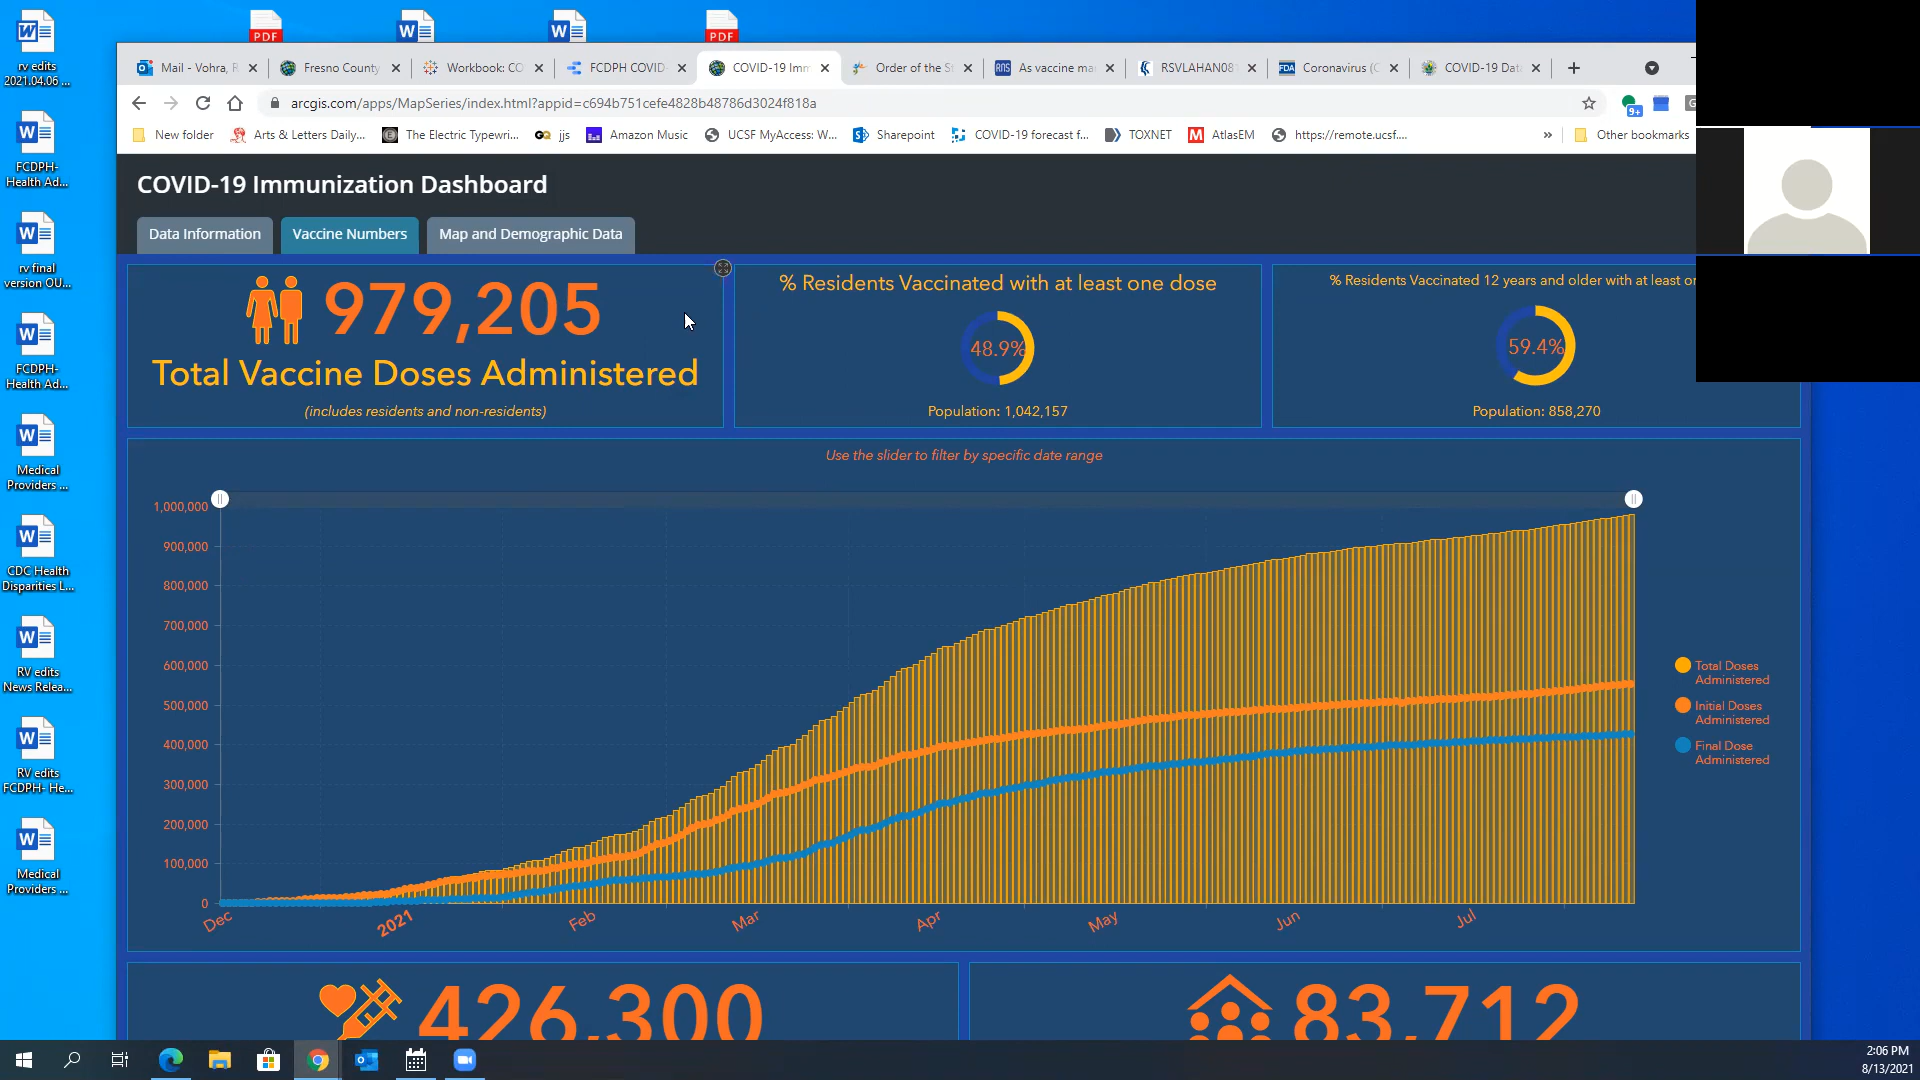 rv edits
2021.04.06 ...
FCDPH-
Health Ad...
rv final
version OU...
FCDPH-
Health Ad...
Medical
Providers ...
CDC Health
Disparities L...
RV edits
News Relea...
RV edits
FCDPH- He...
Medical
Providers ...
PDF
PDF
Mail - Vohra, R
Fresno County
Workbook: CO
FCDPH COVID-
COVID-19 Imm
Order of the St
As vaccine ma
RSVLAHAN081
Coronavirus (C
COVID-19 Data
arcgis.com/apps/MapSeries/index.html?appid=c694b751cefe4828b48786d3024f818a
9+
New folder
Arts & Letters Daily...
The Electric Typewri...
GQ jjs
Amazon Music
UCSF MyAccess: W...
Sharepoint
COVID-19 forecast f...
TOXNET
AtlasEM
https://remote.ucsf....
»
Other bookmarks
COVID-19 Immunization Dashboard
Data Information
Vaccine Numbers
Map and Demographic Data
979,205
Total Vaccine Doses Administered
(includes residents and non-residents)
% Residents Vaccinated with at least one dose
48.9%
Population: 1,042,157
% Residents Vaccinated 12 years and older with at least or
59.4%
Population: 858,270
Use the slider to filter by specific date range
1,000,000
900,000
800,000
700,000
600,000
500,000
400,000
300,000
200,000
100,000
0
Dec
2021
Feb
Mar
Apr
May
Jun
Jul
Total Doses
Administered
Initial Doses
Administered
Final Dose
Administered
426,300
83,712
2:06 PM
8/13/2021